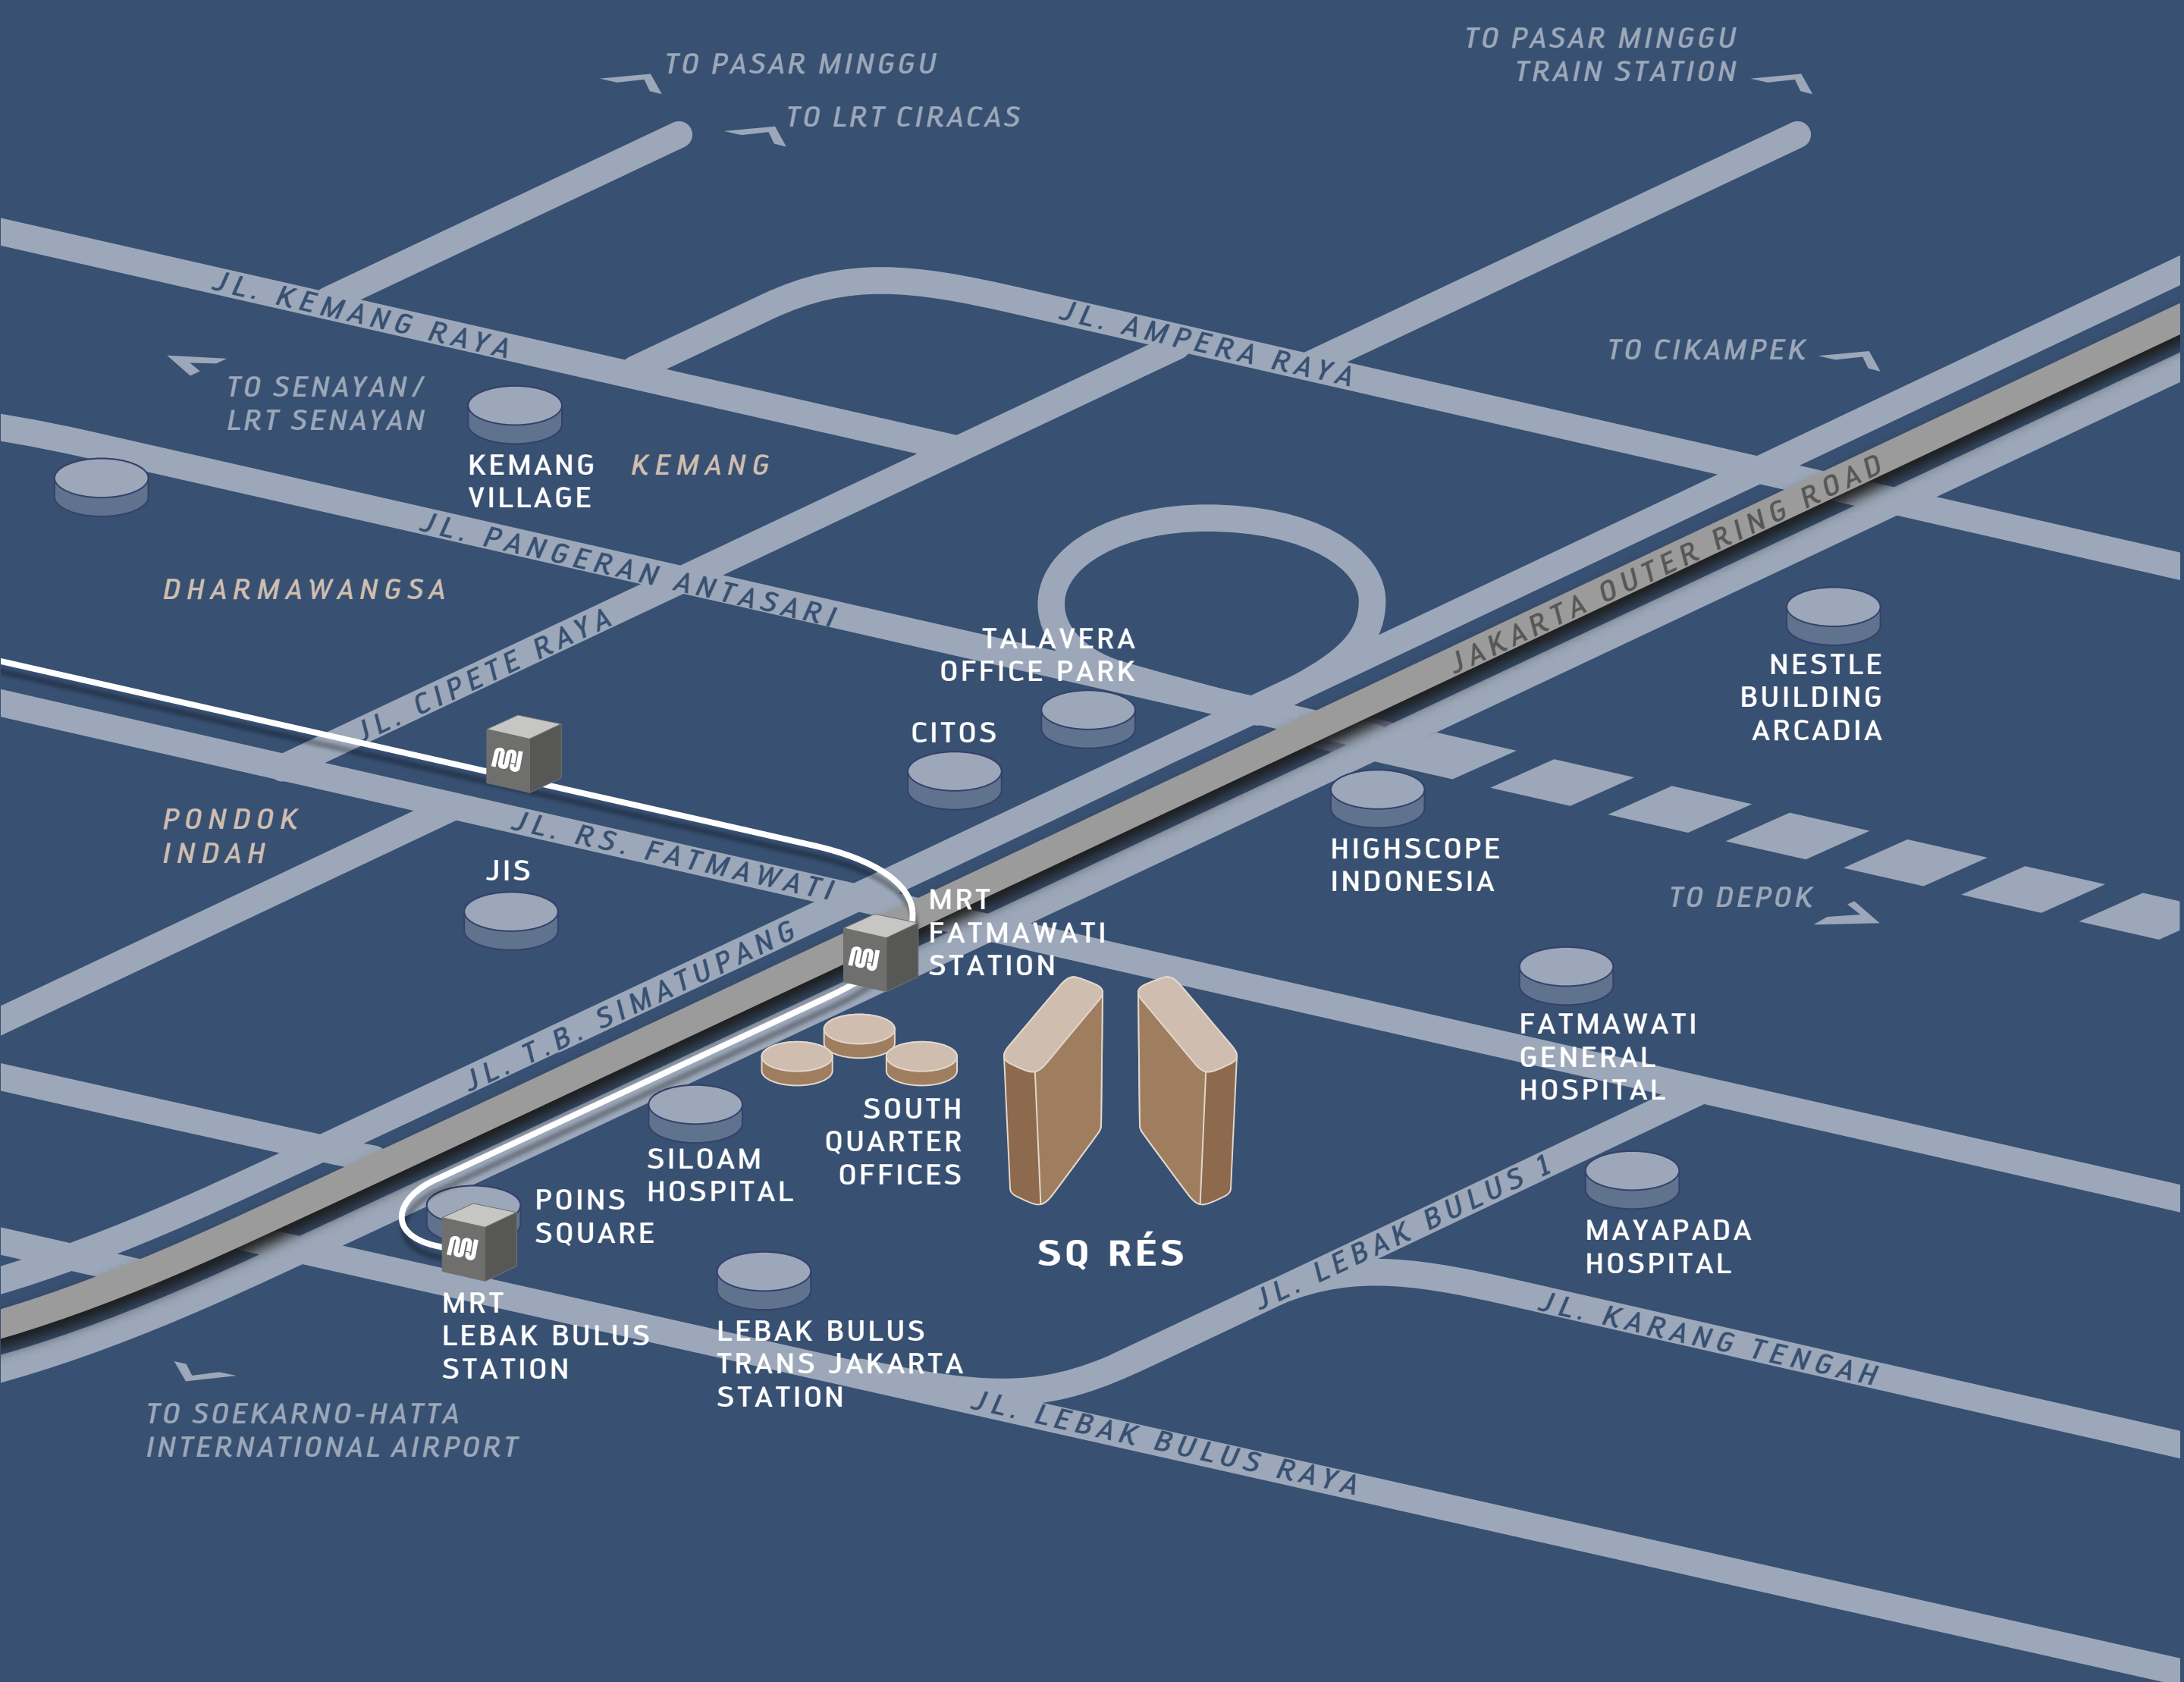 TO PASAR MINGGU
TO LRT CIRACAS
TO PASAR MINGGU
TRAIN STATION
JL. KEMANG RAYA
JL. AMPERA RAYA
TO CIKAMPEK
TO SENAYAN/
LRT SENAYAN
KEMANG
VILLAGE
KEMANG
JL. PANGERAN ANTASARI
DHARMAWANGSA
JAKARTA OUTER RING ROAD
JL. CIPETE RAYA
TALAVERA
OFFICE PARK
CITOS
NESTLE
BUILDING
ARCADIA
PONDOK
INDAH
JL. RS. FATMAWATI
JIS
HIGHSCOPE
INDONESIA
TO DEPOK
MRT
FATMAWATI
STATION
JL. T.B. SIMATUPANG
FATMAWATI
GENERAL
HOSPITAL
SOUTH
QUARTER
OFFICES
SILOAM
HOSPITAL
POINS
SQUARE
SQ RÉS
JL. LEBAK BULUS 1
MAYAPADA
HOSPITAL
MRT
LEBAK BULUS
STATION
LEBAK BULUS
TRANS JAKARTA
STATION
JL. KARANG TENGAH
JL. LEBAK BULUS RAYA
TO SOEKARNO-HATTA
INTERNATIONAL AIRPORT